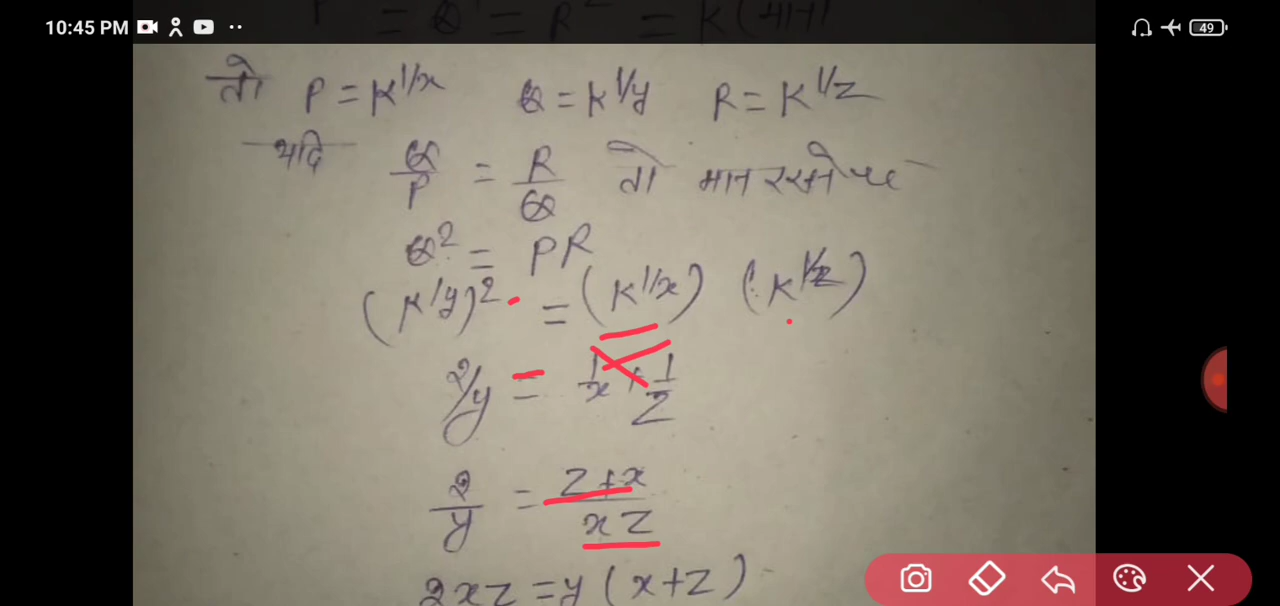 10:45 PM 49
P = Q = R = K (माना)
तो P = K^1/x Q = K^1/y R = K^1/z
यदि Q/P = R/Q तो मान रखने पर
Q² = PR
(K^1/y)² = (K^1/x) (K^1/z)
2/y = 1/x + 1/z
2/y = z+x/xz
2xz = y(x+z)